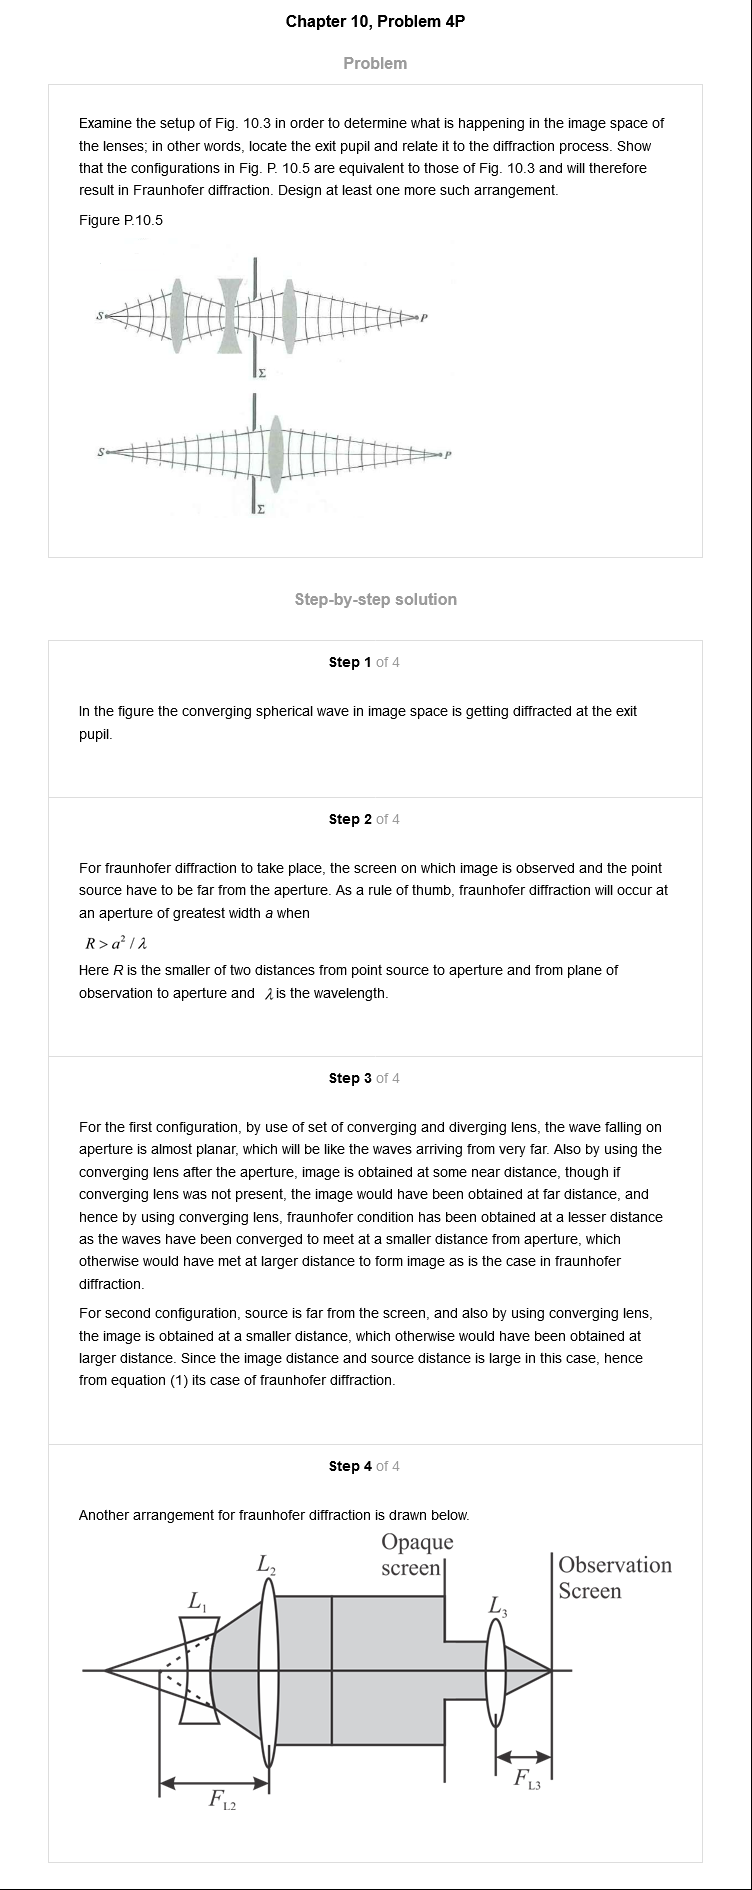 Chapter 10, Problem 4P
Problem
Examine the setup of Fig. 10.3 in order to determine what is happening in the image space of
the lenses; in other words, locate the exit pupil and relate it to the diffraction process. Show
that the configurations in Fig. P. 10.5 are equivalent to those of Fig. 10.3 and will therefore
result in Fraunhofer diffraction. Design at least one more such arrangement.
Figure P.10.5
S
P
Σ
S
P
Σ
Step-by-step solution
Step 1 of 4
In the figure the converging spherical wave in image space is getting diffracted at the exit
pupil.
Step 2 of 4
For fraunhofer diffraction to take place, the screen on which image is observed and the point
source have to be far from the aperture. As a rule of thumb, fraunhofer diffraction will occur at
an aperture of greatest width a when
R > a² / λ
Here R is the smaller of two distances from point source to aperture and from plane of
observation to aperture and λ is the wavelength.
Step 3 of 4
For the first configuration, by use of set of converging and diverging lens, the wave falling on
aperture is almost planar, which will be like the waves arriving from very far. Also by using the
converging lens after the aperture, image is obtained at some near distance, though if
converging lens was not present, the image would have been obtained at far distance, and
hence by using converging lens, fraunhofer condition has been obtained at a lesser distance
as the waves have been converged to meet at a smaller distance from aperture, which
otherwise would have met at larger distance to form image as is the case in fraunhofer
diffraction.
For second configuration, source is far from the screen, and also by using converging lens,
the image is obtained at a smaller distance, which otherwise would have been obtained at
larger distance. Since the image distance and source distance is large in this case, hence
from equation (1) its case of fraunhofer diffraction.
Step 4 of 4
Another arrangement for fraunhofer diffraction is drawn below.
Opaque
screen
Observation
Screen
L₂
L₁
L₃
F_L3
F_L2